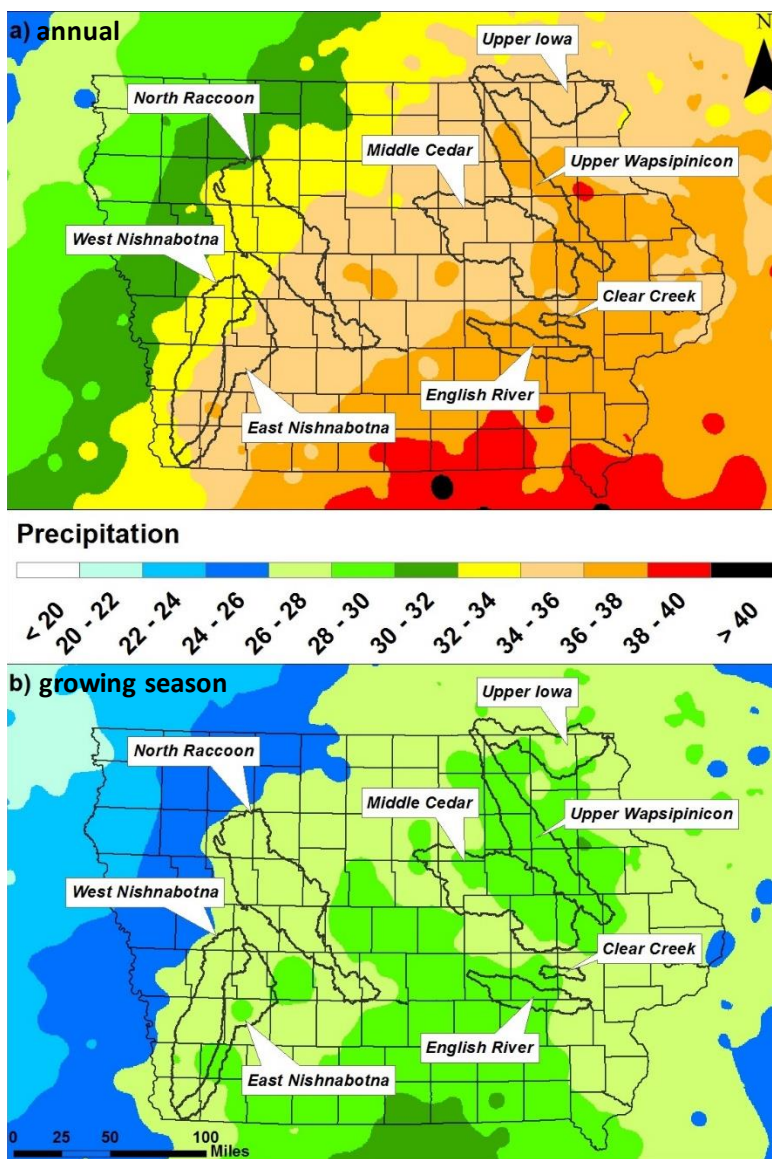 a) annual
N
Upper Iowa
North Raccoon
Middle Cedar
Upper Wapsipinicon
West Nishnabotna
Clear Creek
English River
East Nishnabotna
Precipitation
< 20
20 - 22
22 - 24
24 - 26
26 - 28
28 - 30
30 - 32
32 - 34
34 - 36
36 - 38
38 - 40
> 40
b) growing season
Upper Iowa
North Raccoon
Middle Cedar
Upper Wapsipinicon
West Nishnabotna
Clear Creek
English River
East Nishnabotna
0 25 50 100
Miles